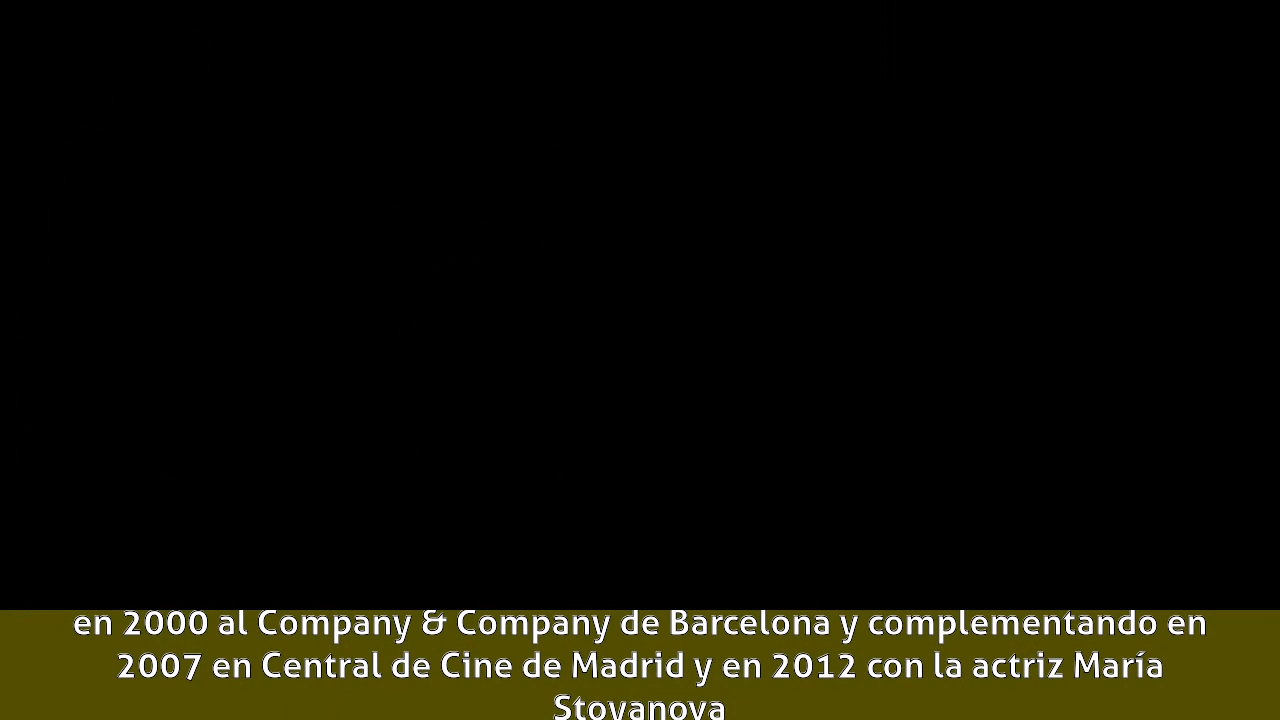 en 2000 al Company & Company de Barcelona y complementando en
2007 en Central de Cine de Madrid y en 2012 con la actriz María
Stoyanova